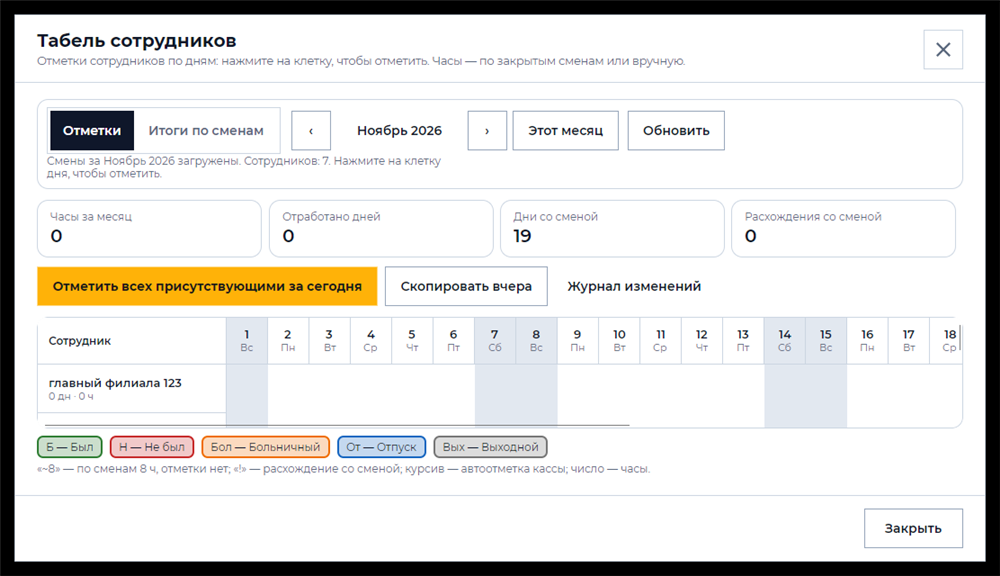 Табель сотрудников
Отметки сотрудников по дням: нажмите на клетку, чтобы отметить. Часы — по закрытым сменам или вручную.
Отметки Итоги по сменам ‹ Ноябрь 2026 › Этот месяц Обновить
Смены за Ноябрь 2026 загружены. Сотрудников: 7. Нажмите на клетку
дня, чтобы отметить.
Часы за месяц Отработано дней Дни со сменой Расхождения со сменой
0 0 19 0
Отметить всех присутствующими за сегодня Скопировать вчера Журнал изменений
Сотрудник 1 2 3 4 5 6 7 8 9 10 11 12 13 14 15 16 17 18
Вс Пн Вт Ср Чт Пт Сб Вс Пн Вт Ср Чт Пт Сб Вс Пн Вт Ср
главный филиала 123
0 дн · 0 ч
Б — Был Н — Не был Бол — Больничный От — Отпуск Вых — Выходной
«~8» — по сменам 8 ч, отметки нет; «!» — расхождение со сменой; курсив — автоотметка кассы; число — часы.
Закрыть